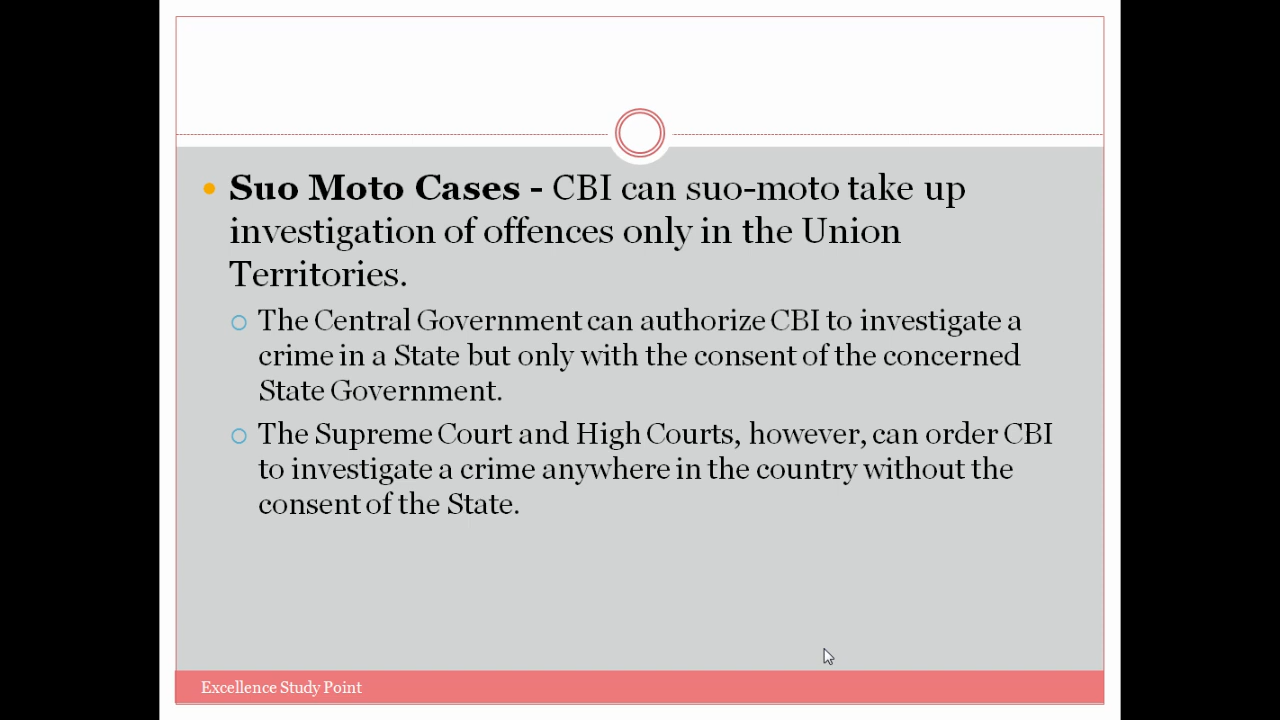 Suo Moto Cases - CBI can suo-moto take up
investigation of offences only in the Union
Territories.
The Central Government can authorize CBI to investigate a
crime in a State but only with the consent of the concerned
State Government.
The Supreme Court and High Courts, however, can order CBI
to investigate a crime anywhere in the country without the
consent of the State.
Excellence Study Point